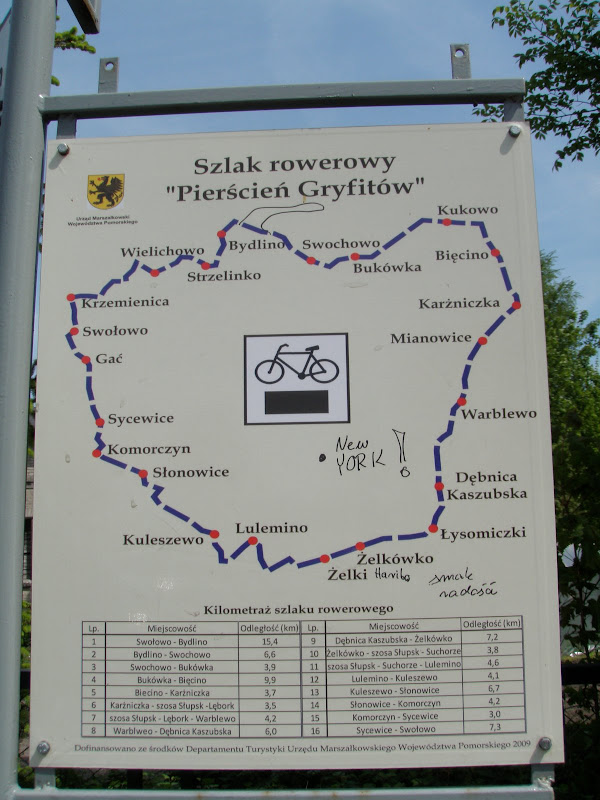 Szlak rowerowy
"Pierścień Gryfitów"
Urząd Marszałkowski
Województwa Pomorskiego
Kukowo
Bydlino
Swochowo
Wielichowo
Bięcino
Bukówka
Strzelinko
Krzemienica
Karźniczka
Swołowo
Mianowice
Gać
Warblewo
Sycewice
New
YORK !
Komorczyn
Słonowice
Dębnica
Kaszubska
Lulemino
Łysomiczki
Kuleszewo
Żelkówko
Żelki Haribo
smak
radość
Kilometraż szlaku rowerowego
Lp. Miejscowość Odległość (km) Lp. Miejscowość Odległość (km)
1 Swołowo - Bydlino 15,4 9 Dębnica Kaszubska - Żelkówko 7,2
2 Bydlino - Swochowo 6,6 10 Żelkówko - szosa Słupsk - Suchorze 3,8
3 Swochowo - Bukówka 3,9 11 szosa Słupsk - Suchorze - Lulemino 4,6
4 Bukówka - Bięcino 9,9 12 Lulemino - Kuleszewo 4,1
5 Biecino - Karżniczka 3,7 13 Kuleszewo - Słonowice 6,7
6 Karżniczka - szosa Słupsk -Lębork 3,5 14 Słonowice - Komorczyn 4,2
7 szosa Słupsk - Lębork - Warblewo 4,2 15 Komorczyn - Sycewice 3,0
8 Warblweo - Dębnica Kaszubska 6,0 16 Sycewice - Swołowo 7,3
Dofinansowano ze środków Departamentu Turystyki Urzędu Marszałkowskiego Województwa Pomorskiego 2009